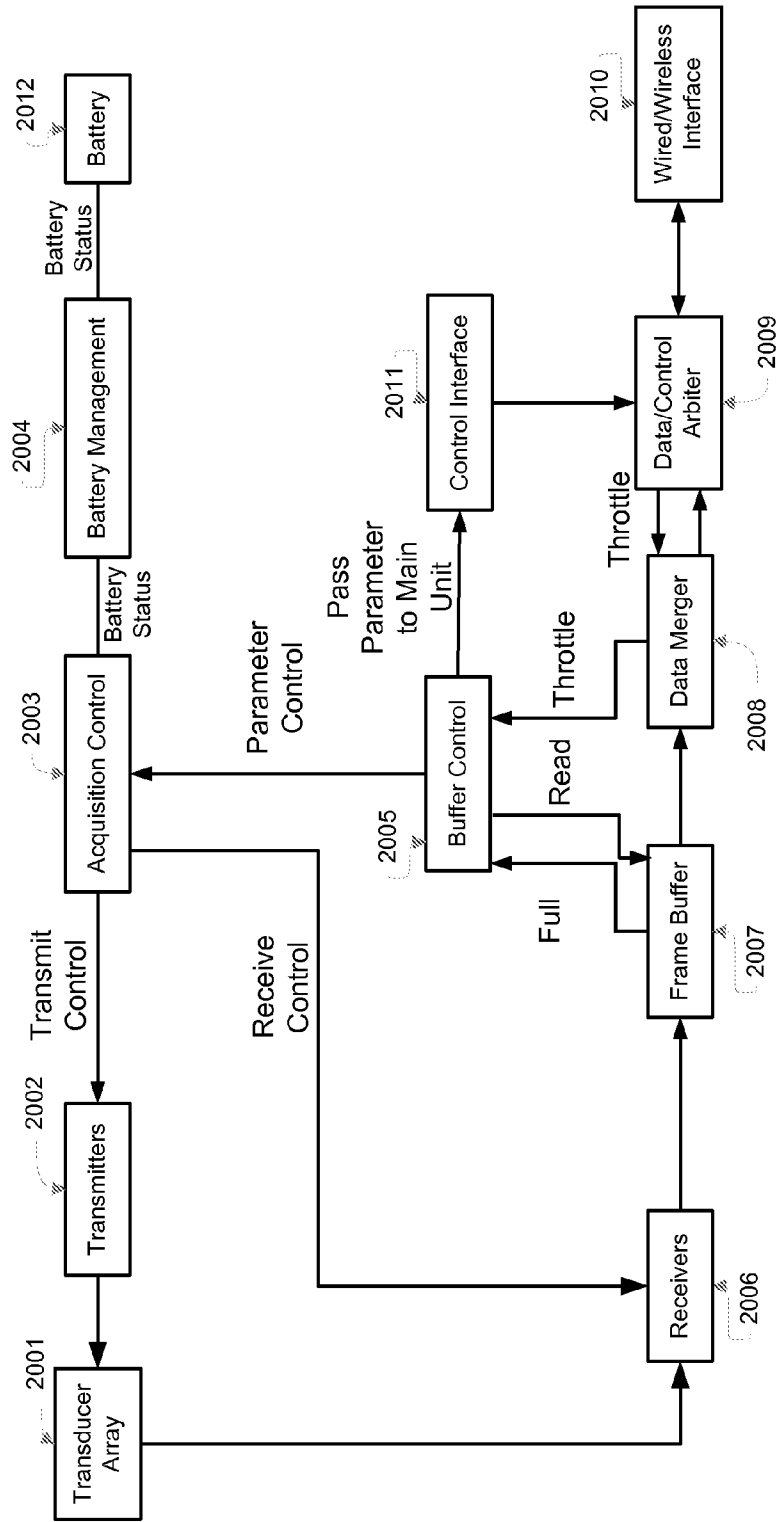 2001
Transducer
Array
2002
Transmitters
Transmit
Control
2003
Acquisition Control
Battery
Status
2004
Battery Management
Battery
Status
2012
Battery
Receive
Control
Parameter
Control
2005
Buffer Control
Pass
Parameter
to Main
Unit
2011
Control Interface
Full
Read
Throttle
Throttle
2006
Receivers
2007
Frame Buffer
2008
Data Merger
2009
Data/Control
Arbiter
2010
Wired/Wireless
Interface